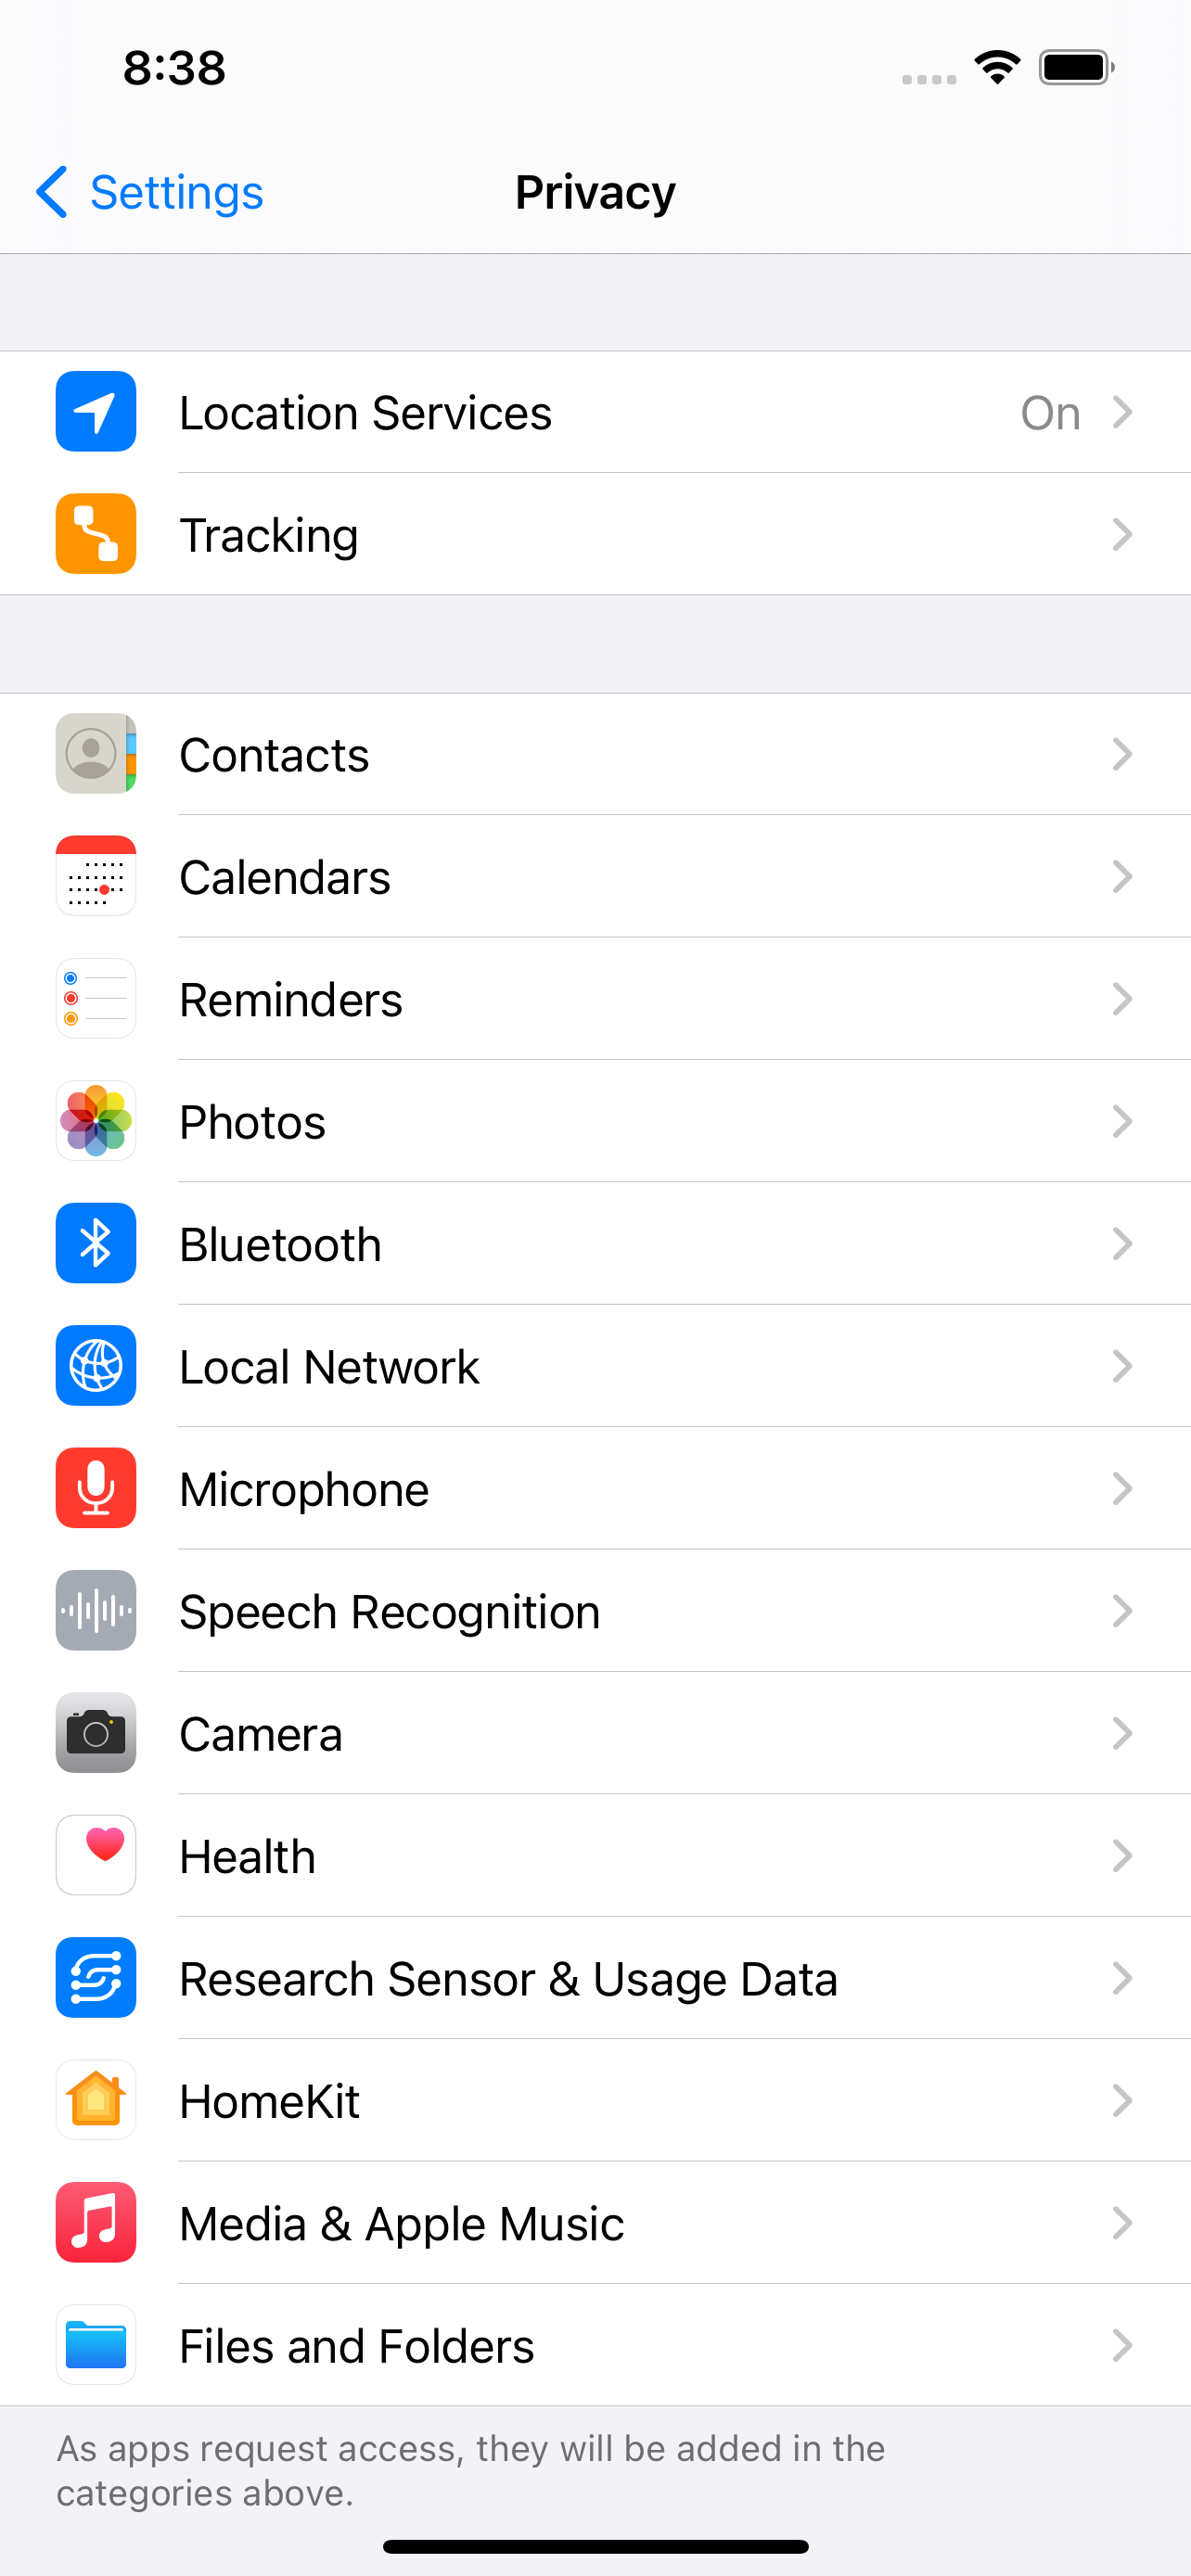 8:38
Settings
Privacy
Location Services
On
Tracking
Contacts
Calendars
Reminders
Photos
Bluetooth
Local Network
Microphone
Speech Recognition
Camera
Health
Research Sensor & Usage Data
HomeKit
Media & Apple Music
Files and Folders
As apps request access, they will be added in the
categories above.